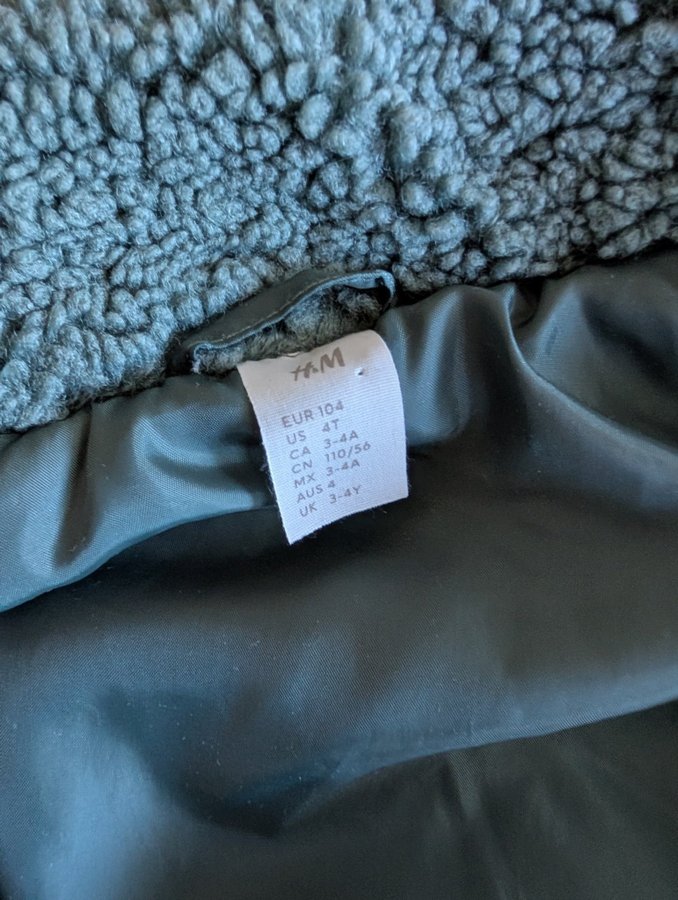 H&M
EUR 104
US 4T
CA 3-4A
CN 110/56
MX 3-4A
AUS 4
UK 3-4Y